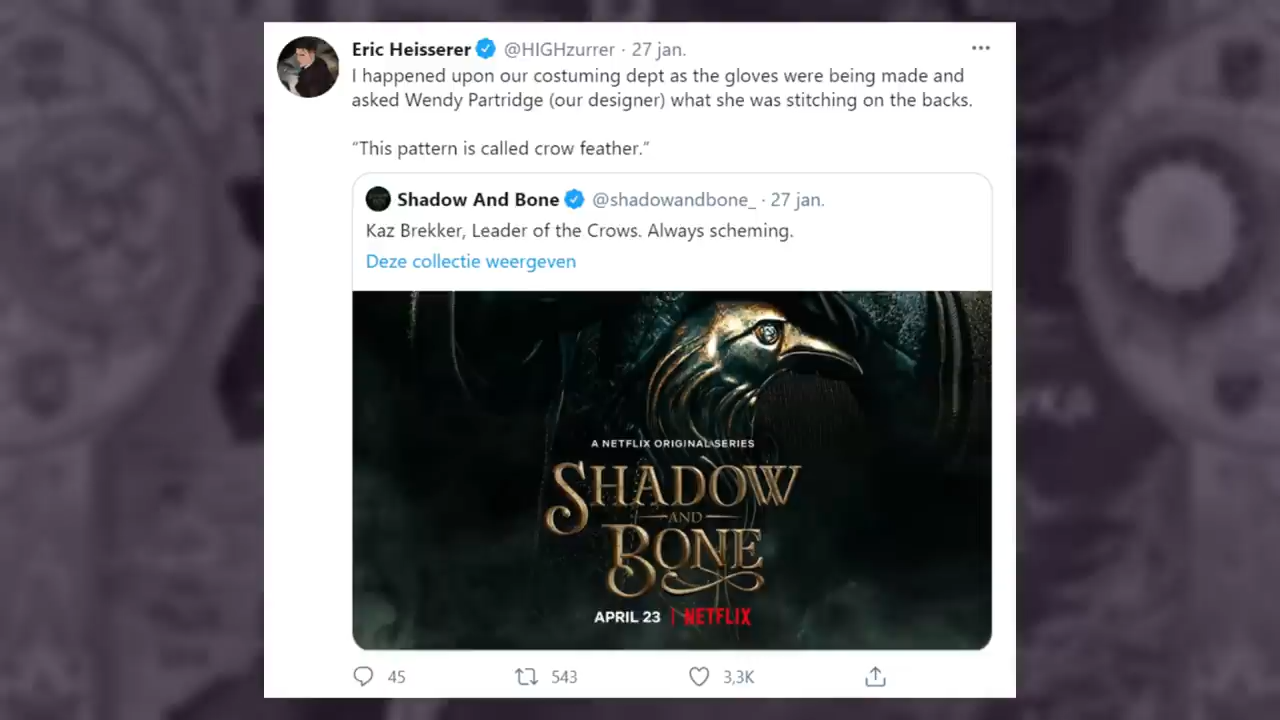 Eric Heisserer @HIGHzurrer · 27 jan.
I happened upon our costuming dept as the gloves were being made and
asked Wendy Partridge (our designer) what she was stitching on the backs.
“This pattern is called crow feather.”
Shadow And Bone @shadowandbone_ · 27 jan.
Kaz Brekker, Leader of the Crows. Always scheming.
Deze collectie weergeven
A NETFLIX ORIGINAL SERIES
SHADOW
AND
BONE
APRIL 23 | NETFLIX
45 543 3,3K